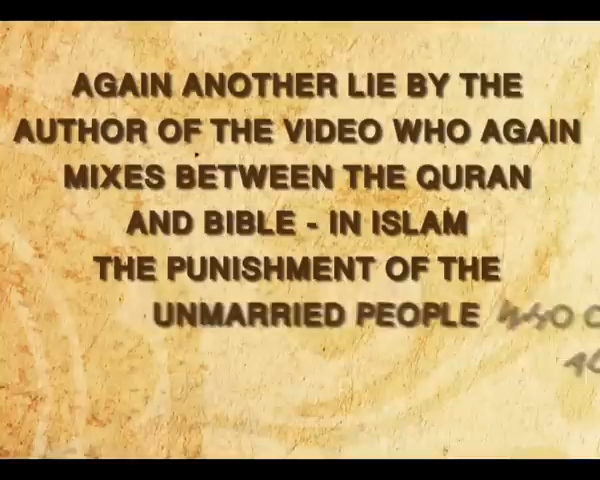 AGAIN ANOTHER LIE BY THE
AUTHOR OF THE VIDEO WHO AGAIN
MIXES BETWEEN THE QURAN
AND BIBLE - IN ISLAM
THE PUNISHMENT OF THE
UNMARRIED PEOPLE